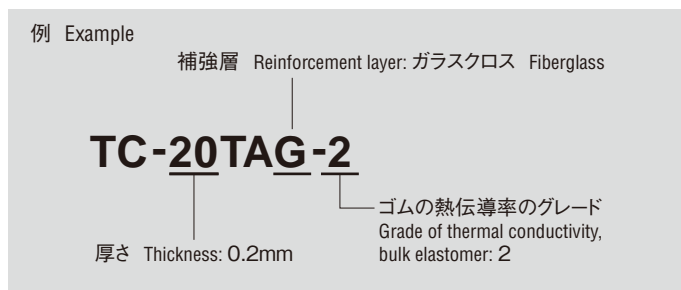 例 Example
補強層 Reinforcement layer: ガラスクロス Fiberglass
TC-20TAG-2
ゴムの熱伝導率のグレード
Grade of thermal conductivity,
bulk elastomer: 2
厚さ Thickness: 0.2mm